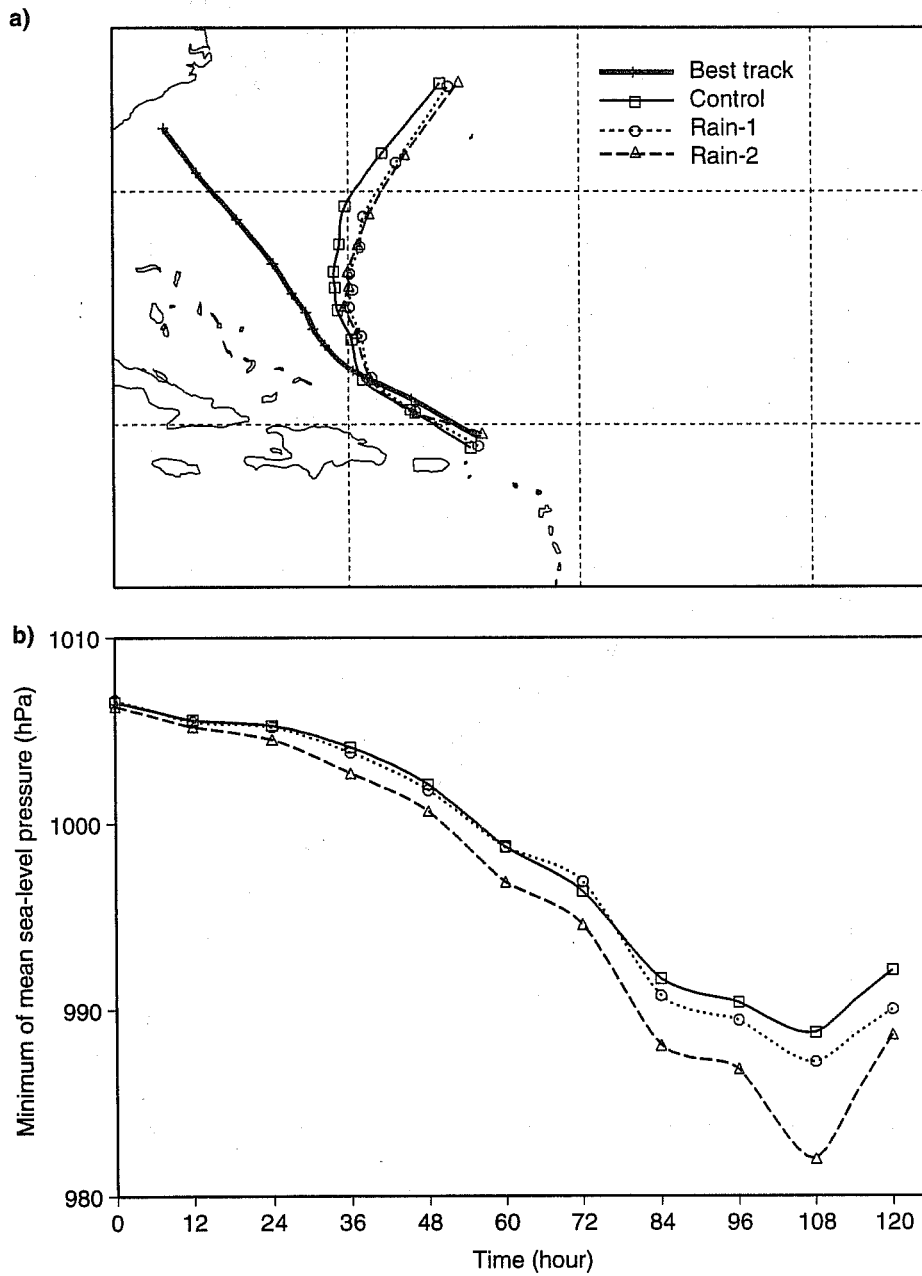 a)
Best track
Control
Rain-1
Rain-2
b)
1010
1000
990
980
Minimum of mean sea-level pressure (hPa)
0 12 24 36 48 60 72 84 96 108 120
Time (hour)